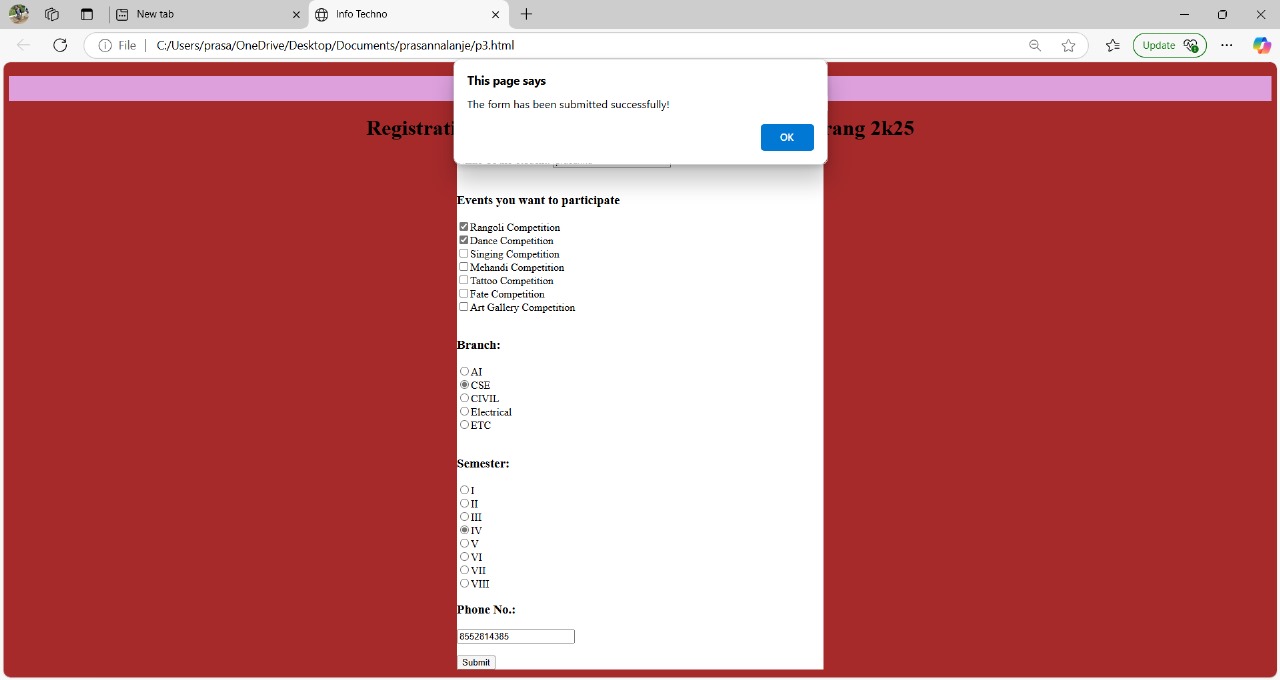 New tab
Info Techno
File
C:/Users/prasa/OneDrive/Desktop/Documents/prasannalanje/p3.html
Update
This page says
The form has been submitted successfully!
OK
2k25
Events you want to participate
Rangoli Competition
Dance Competition
Singing Competition
Mehandi Competition
Tattoo Competition
Fate Competition
Art Gallery Competition
Branch:
AI
CSE
CIVIL
Electrical
ETC
Semester:
I
II
III
IV
V
VI
VII
VIII
Phone No.:
8552814385
Submit